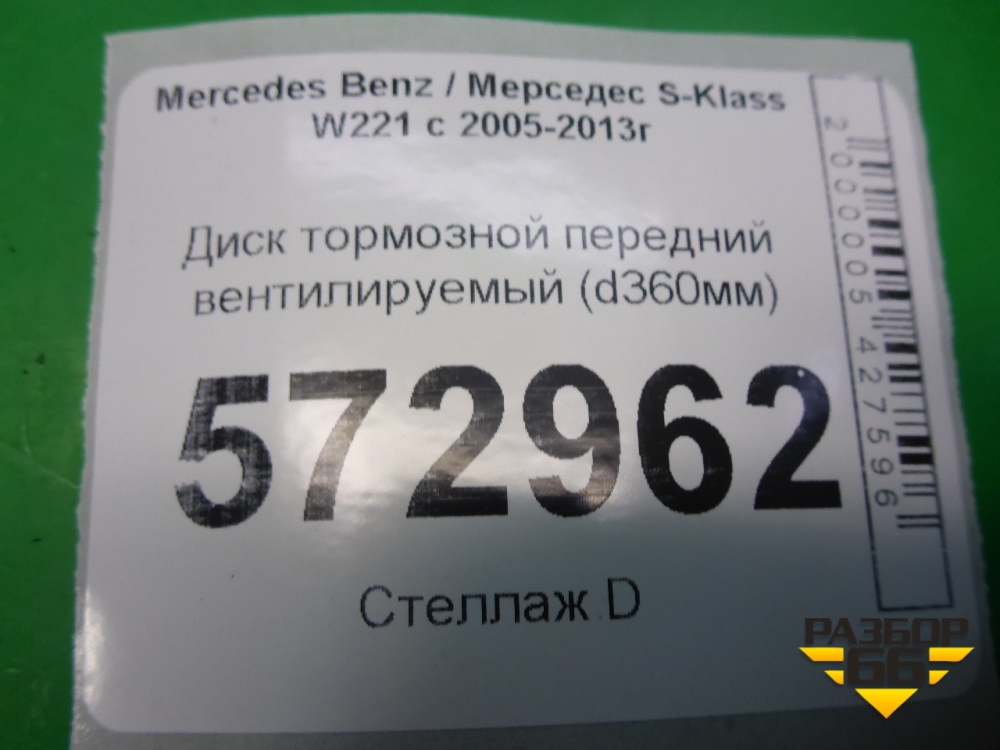 Mercedes Benz / Мерседес S-Klass
W221 с 2005-2013г
Диск тормозной передний
вентилируемый (d360мм)
572962
Стеллаж D
2000005427596
РАЗБОР
66